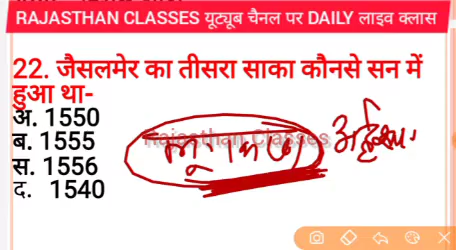 RAJASTHAN CLASSES यूट्यूब चैनल पर DAILY लाइव क्लास
22. जैसलमेर का तीसरा साका कौनसे सन में
हुआ था-
अ. 1550
ब. 1555
स. 1556
द. 1540
Rajasthan Classes